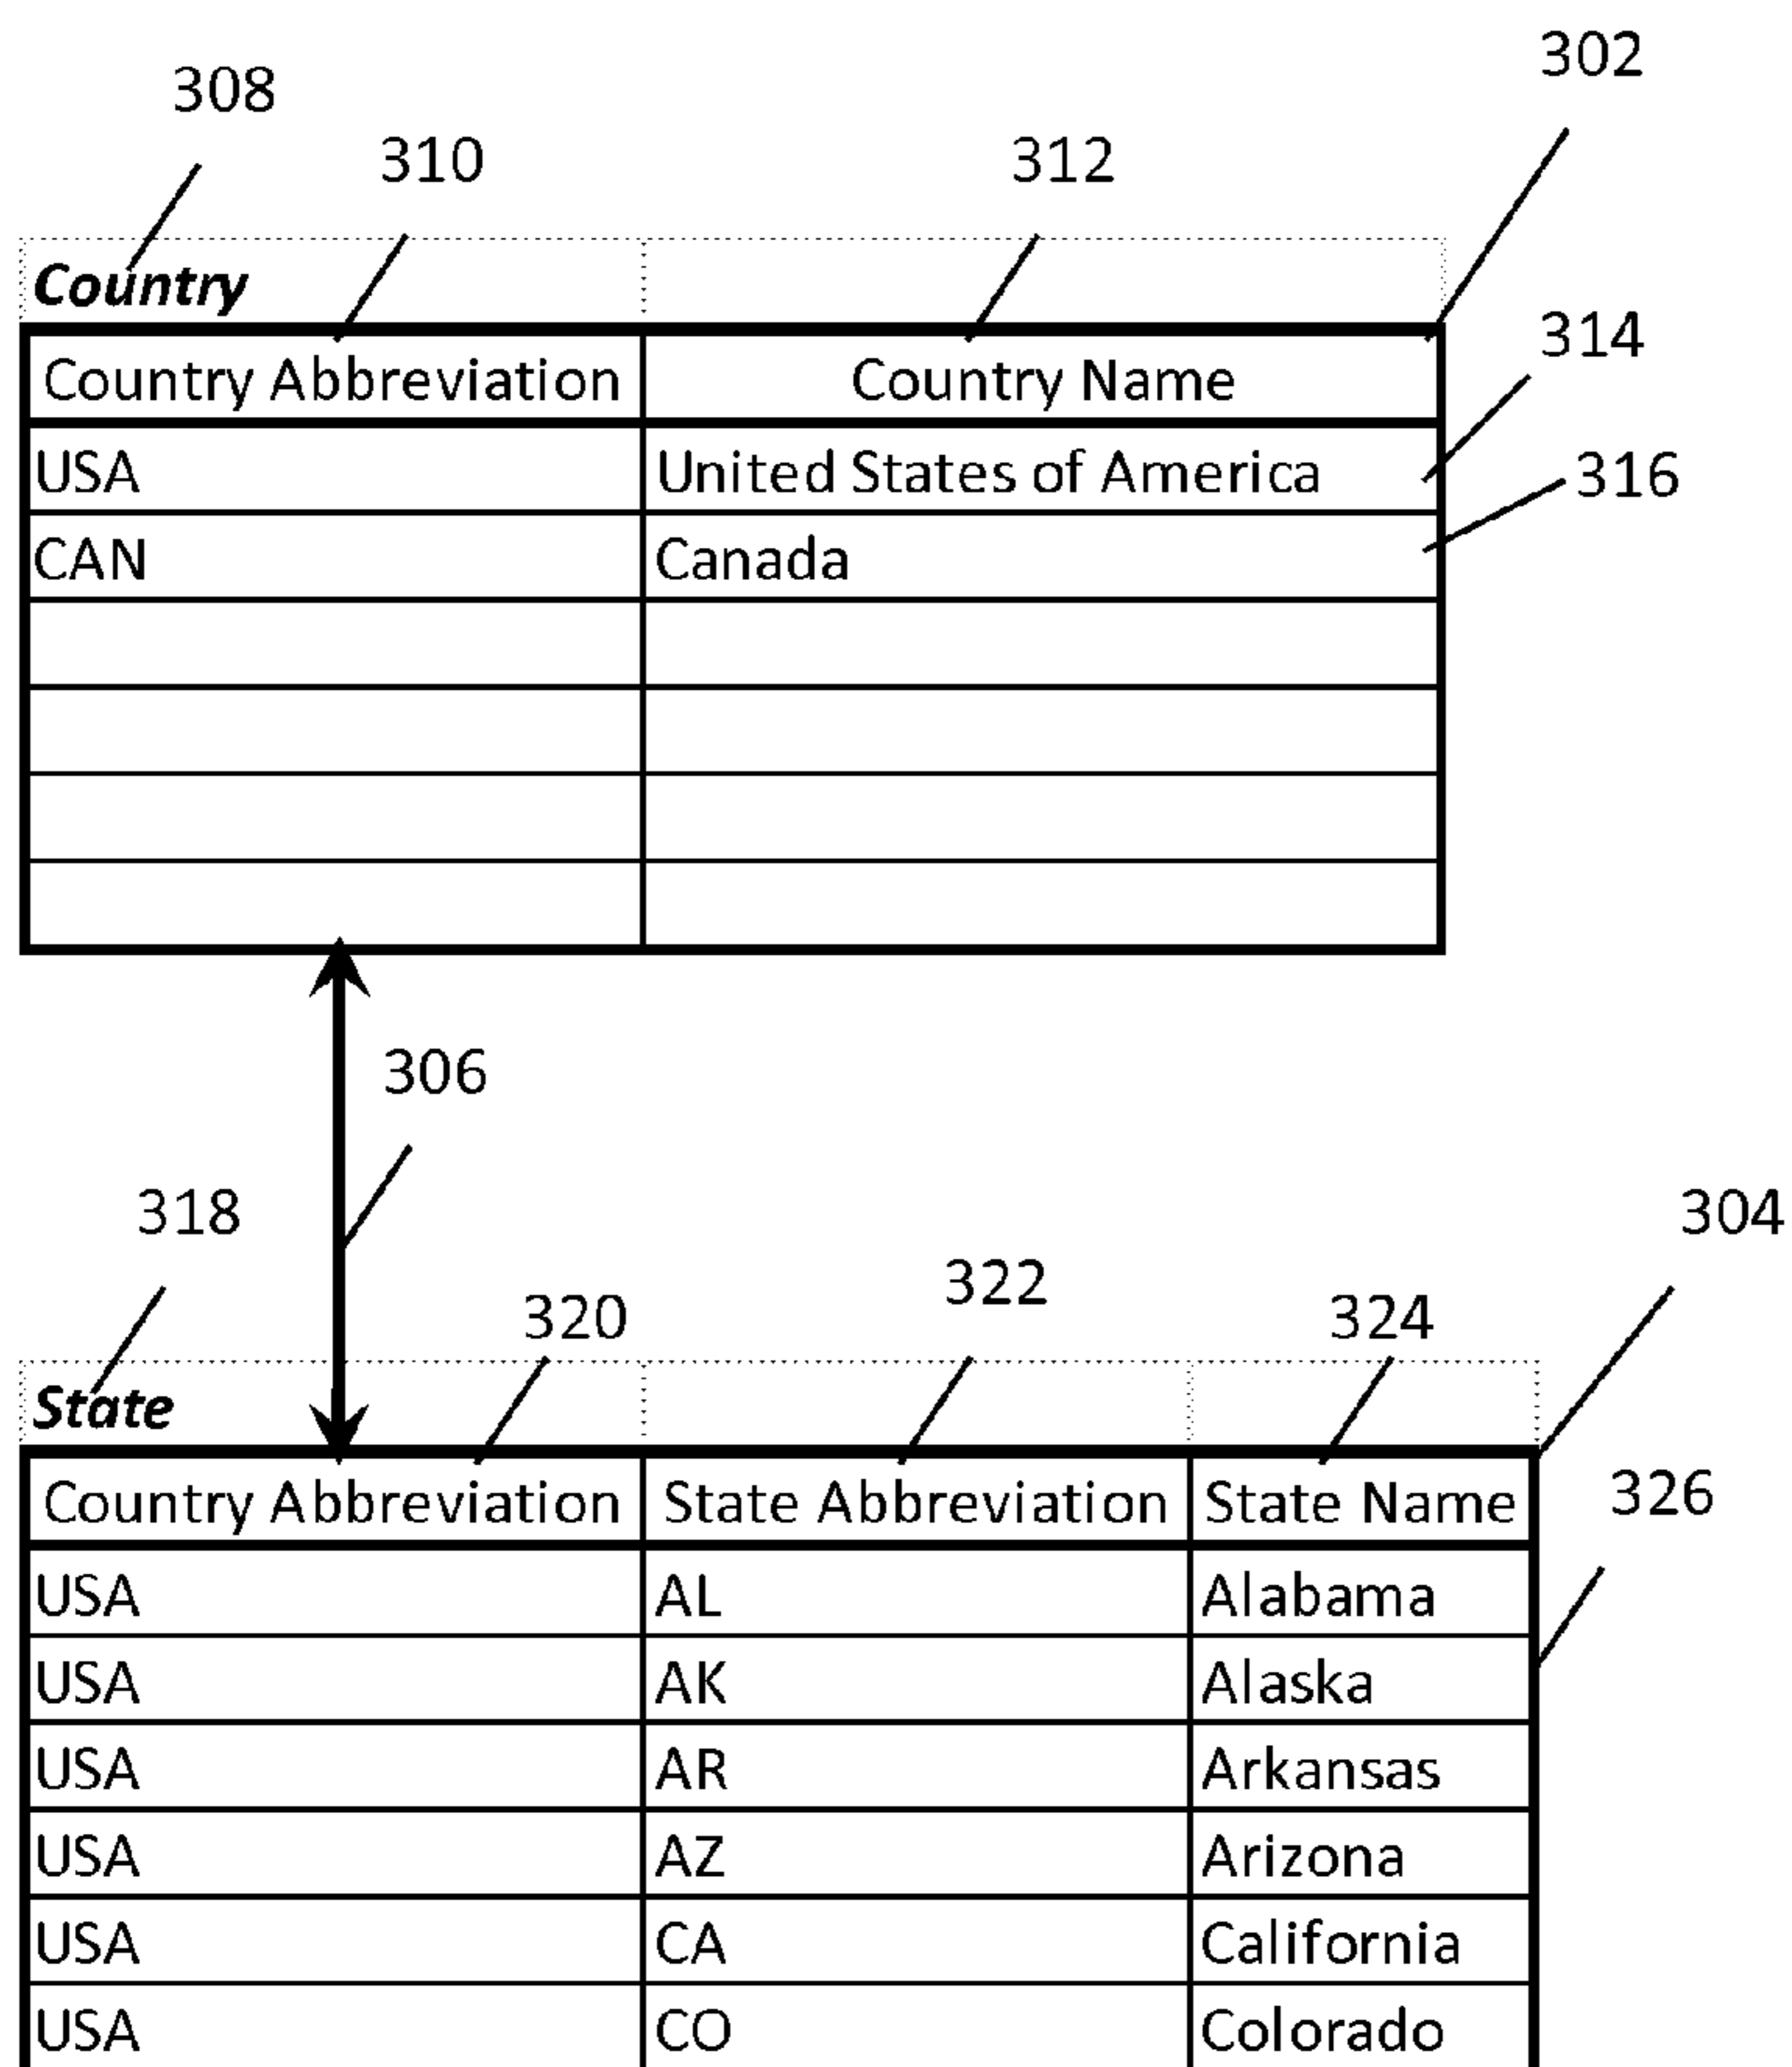 302
308
310 312
Country
314
Country Abbreviation Country Name
USA United States of America
316
CAN Canada
306
318 304
322
320 324
State
326
Country Abbreviation State Abbreviation State Name
USA AL Alabama
USA AK Alaska
USA AR Arkansas
USA AZ Arizona
USA CA California
USA CO Colorado